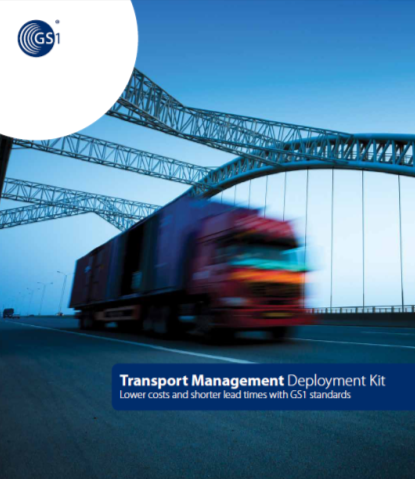 GS1
Transport Management Deployment Kit
Lower costs and shorter lead times with GS1 standards